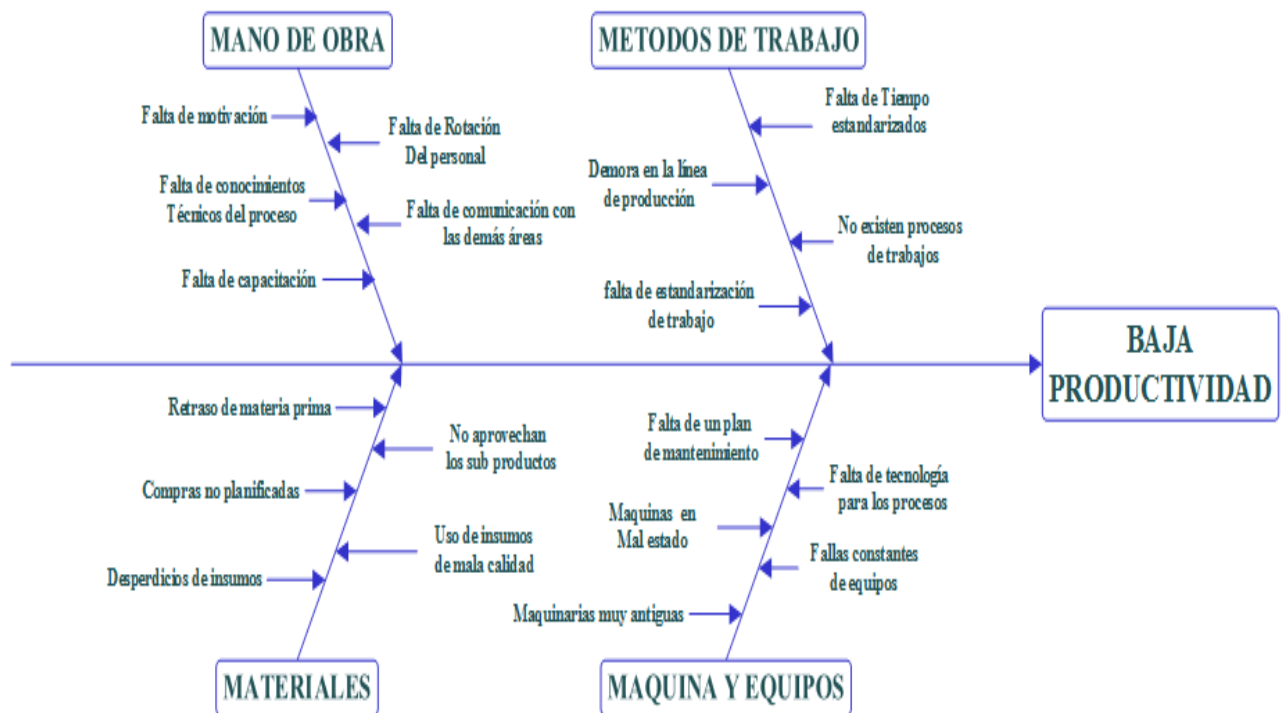 MANO DE OBRA
Falta de motivación
Falta de Rotación
Del personal
Falta de conocimientos
Técnicos del proceso
Falta de comunicación con
las demás áreas
Falta de capacitación
METODOS DE TRABAJO
Falta de Tiempo
estandarizados
Demora en la línea
de producción
No existen procesos
de trabajos
falta de estandarización
de trabajo
BAJA
PRODUCTIVIDAD
Retraso de materia prima
No aprovechan
los sub productos
Compras no planificadas
Uso de insumos
de mala calidad
Desperdicios de insumos
MATERIALES
Falta de un plan
de mantenimiento
Falta de tecnología
para los procesos
Maquinas en
Mal estado
Fallas constantes
de equipos
Maquinarias muy antiguas
MAQUINA Y EQUIPOS